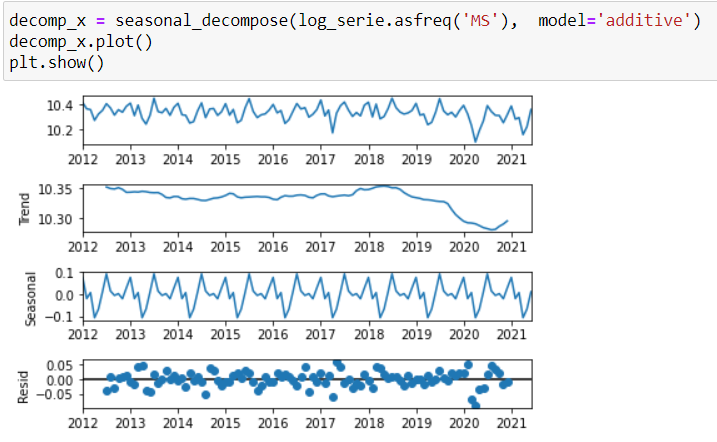 decomp_x = seasonal_decompose(log_serie.asfreq('MS'),  model='additive')
decomp_x.plot()
plt.show()
10.4
10.2
2012 2013 2014 2015 2016 2017 2018 2019 2020 2021
10.35
10.30
Trend
2012 2013 2014 2015 2016 2017 2018 2019 2020 2021
0.1
0.0
−0.1
Seasonal
2012 2013 2014 2015 2016 2017 2018 2019 2020 2021
0.05
0.00
−0.05
Resid
2012 2013 2014 2015 2016 2017 2018 2019 2020 2021